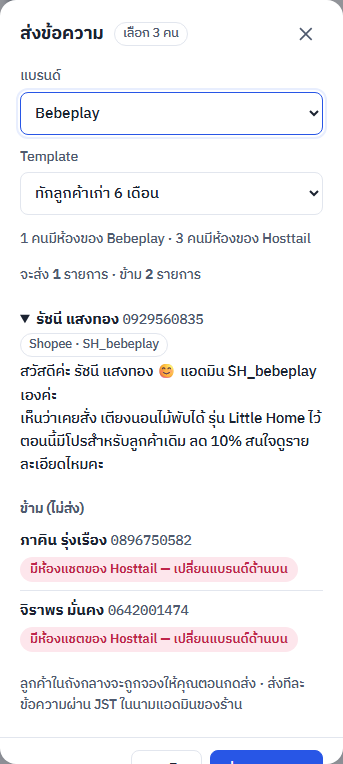 ส่งข้อความ เลือก 3 คน
แบรนด์
Bebeplay
Template
ทักลูกค้าเก่า 6 เดือน
1 คนมีห้องของ Bebeplay · 3 คนมีห้องของ Hosttail
จะส่ง 1 รายการ · ข้าม 2 รายการ
▼ รัชนี แสงทอง 0929560835
Shopee · SH_bebeplay
สวัสดีค่ะ รัชนี แสงทอง 😊 แอดมิน SH_bebeplay
เองค่ะ
เห็นว่าเคยสั่ง เตียงนอนไม้พับได้ รุ่น Little Home ไว้
ตอนนี้มีโปรสำหรับลูกค้าเดิม ลด 10% สนใจดูราย
ละเอียดไหมคะ
ข้าม (ไม่ส่ง)
ภาคิน รุ่งเรือง 0896750582
มีห้องแชตของ Hosttail — เปลี่ยนแบรนด์ด้านบน
จิราพร มั่นคง 0642001474
มีห้องแชตของ Hosttail — เปลี่ยนแบรนด์ด้านบน
ลูกค้าในถังกลางจะถูกจองให้คุณตอนกดส่ง · ส่งทีละ
ข้อความผ่าน JST ในนามแอดมินของร้าน